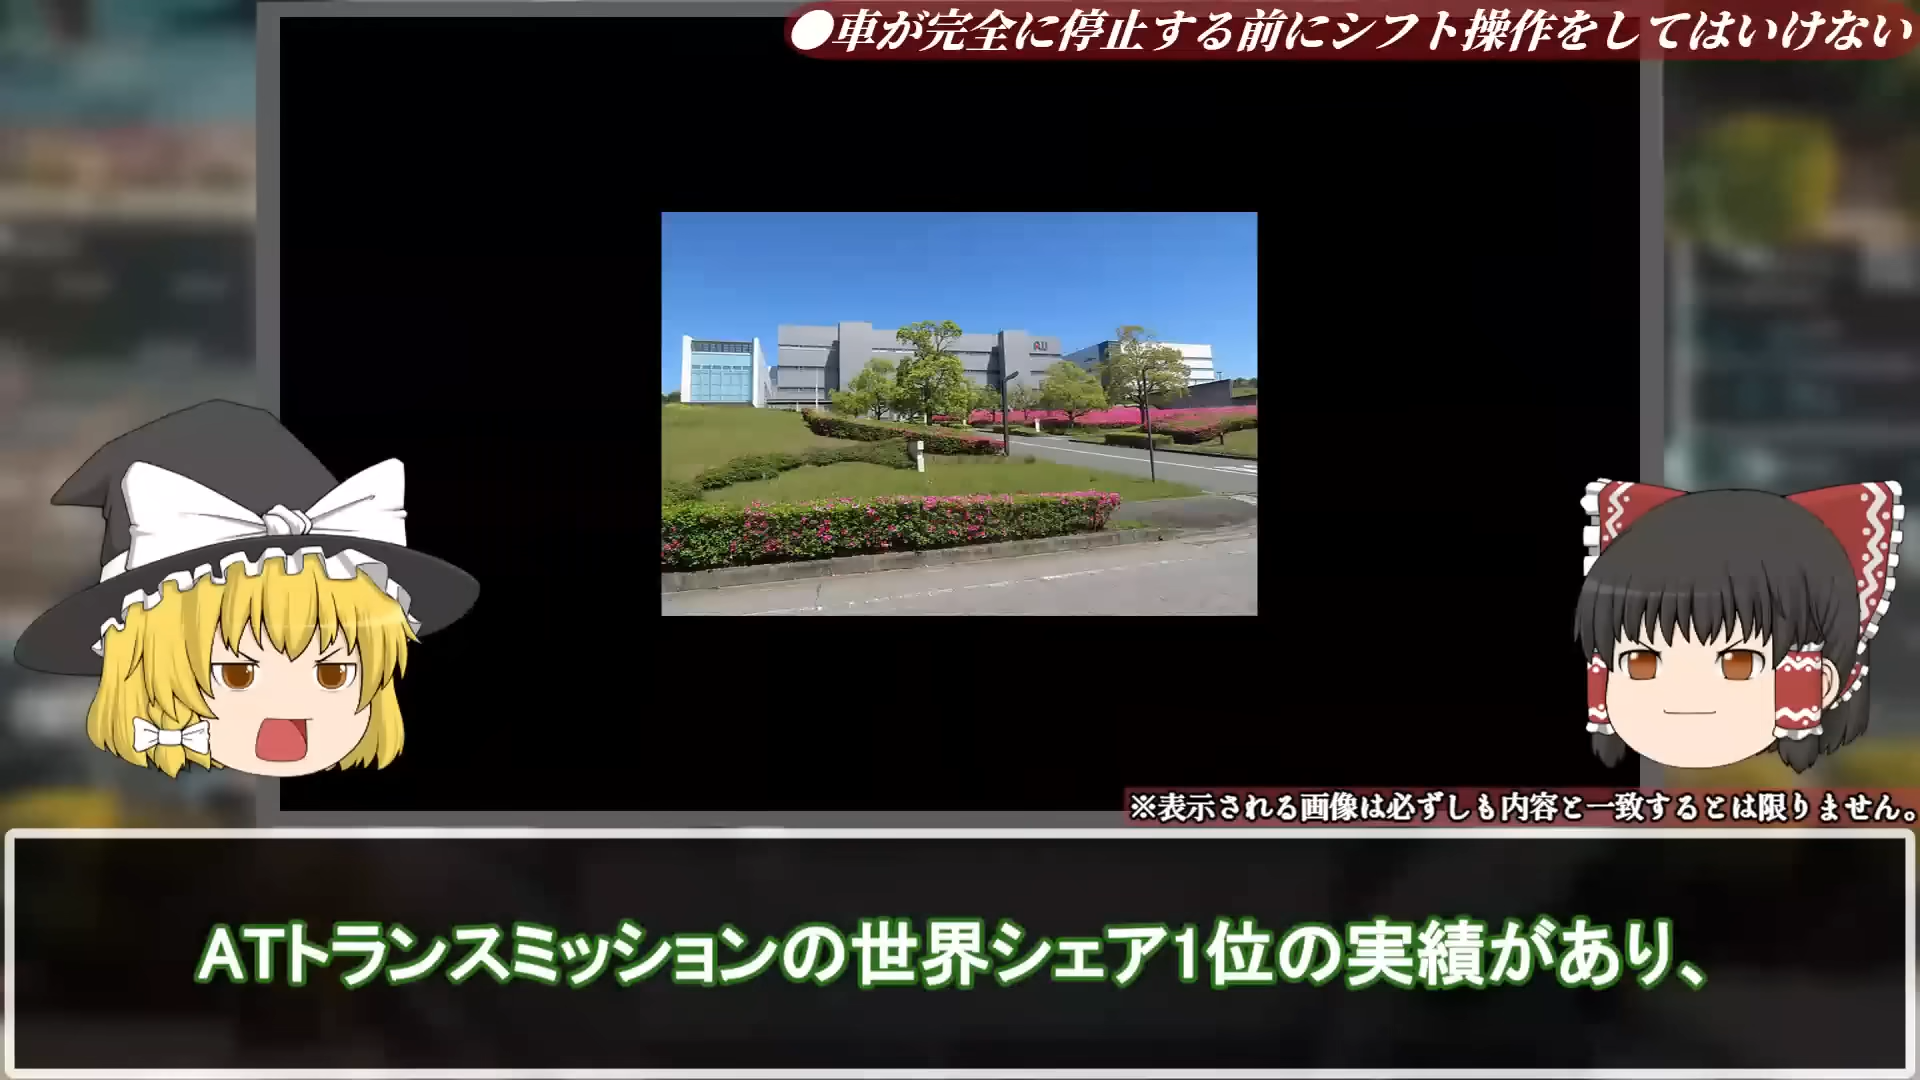 ●車が完全に停止する前にシフト操作をしてはいけない
※表示される画像は必ずしも内容と一致するとは限りません。
ATトランスミッションの世界シェア1位の実績があり、